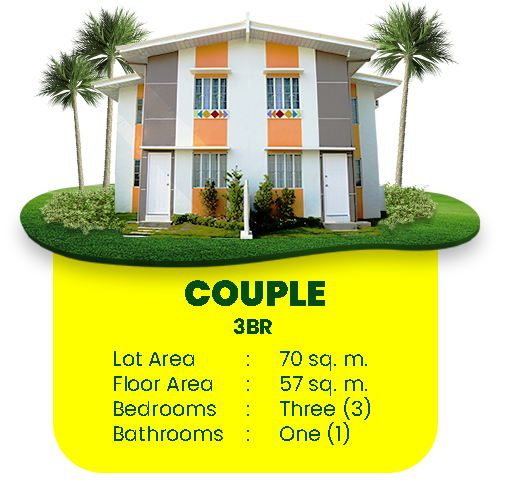 COUPLE
3BR
Lot Area : 70 sq. m.
Floor Area : 57 sq. m.
Bedrooms : Three (3)
Bathrooms : One (1)